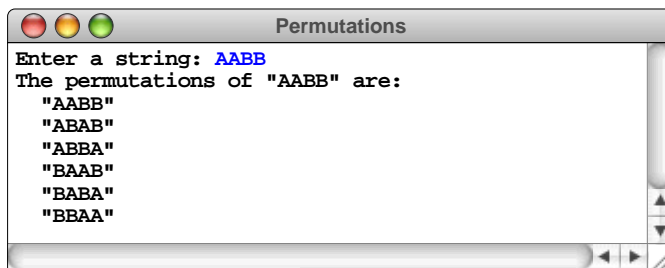 Permutations
Enter a string: AABB
The permutations of "AABB" are:
"AABB"
"ABAB"
"ABBA"
"BAAB"
"BABA"
"BBAA"